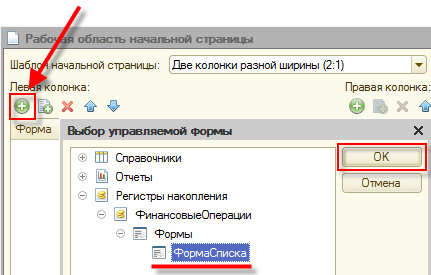 Рабочая область начальной страницы
Шаблон начальной страницы: Две колонки разной ширины (2:1)
Левая колонка: Правая колонка:
Форма
Выбор управляемой формы
Справочники
Отчеты
Регистры накопления
ФинансовыеОперации
Формы
ФормаСписка
OK
Отмена